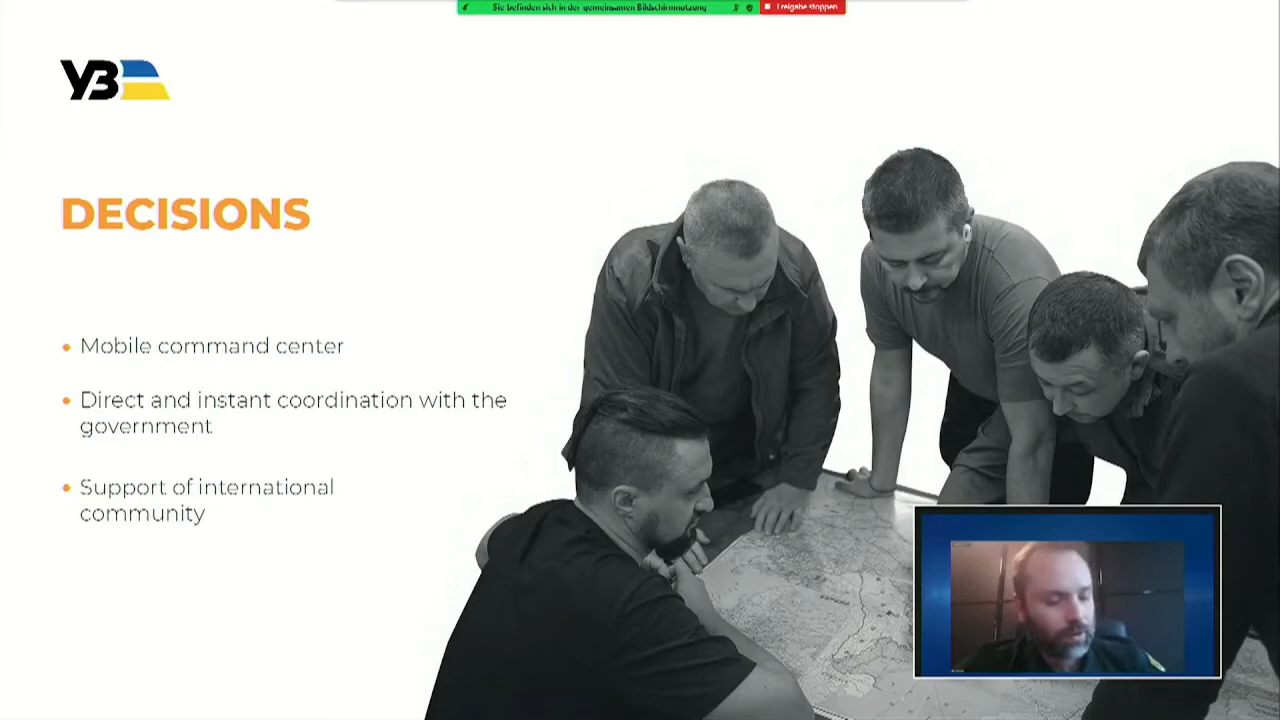 Sie befinden sich in der gemeinsamen Bildschirmnutzung
Freigabe stoppen
УЗ
DECISIONS
• Mobile command center
• Direct and instant coordination with the
government
• Support of international
community